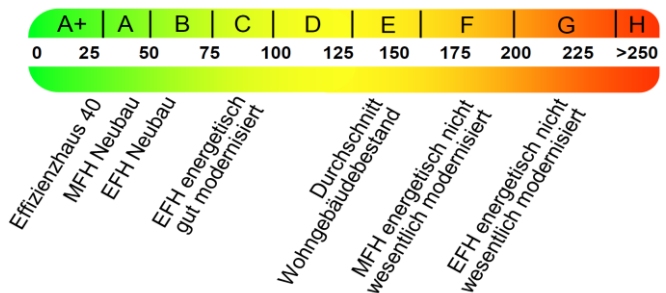 A+ A B C D E F G H
0 25 50 75 100 125 150 175 200 225 >250
Effizienzhaus 40
MFH Neubau
EFH Neubau
EFH energetisch
gut modernisiert
Durchschnitt
Wohngebäudebestand
MFH energetisch nicht
wesentlich modernisiert
EFH energetisch nicht
wesentlich modernisiert